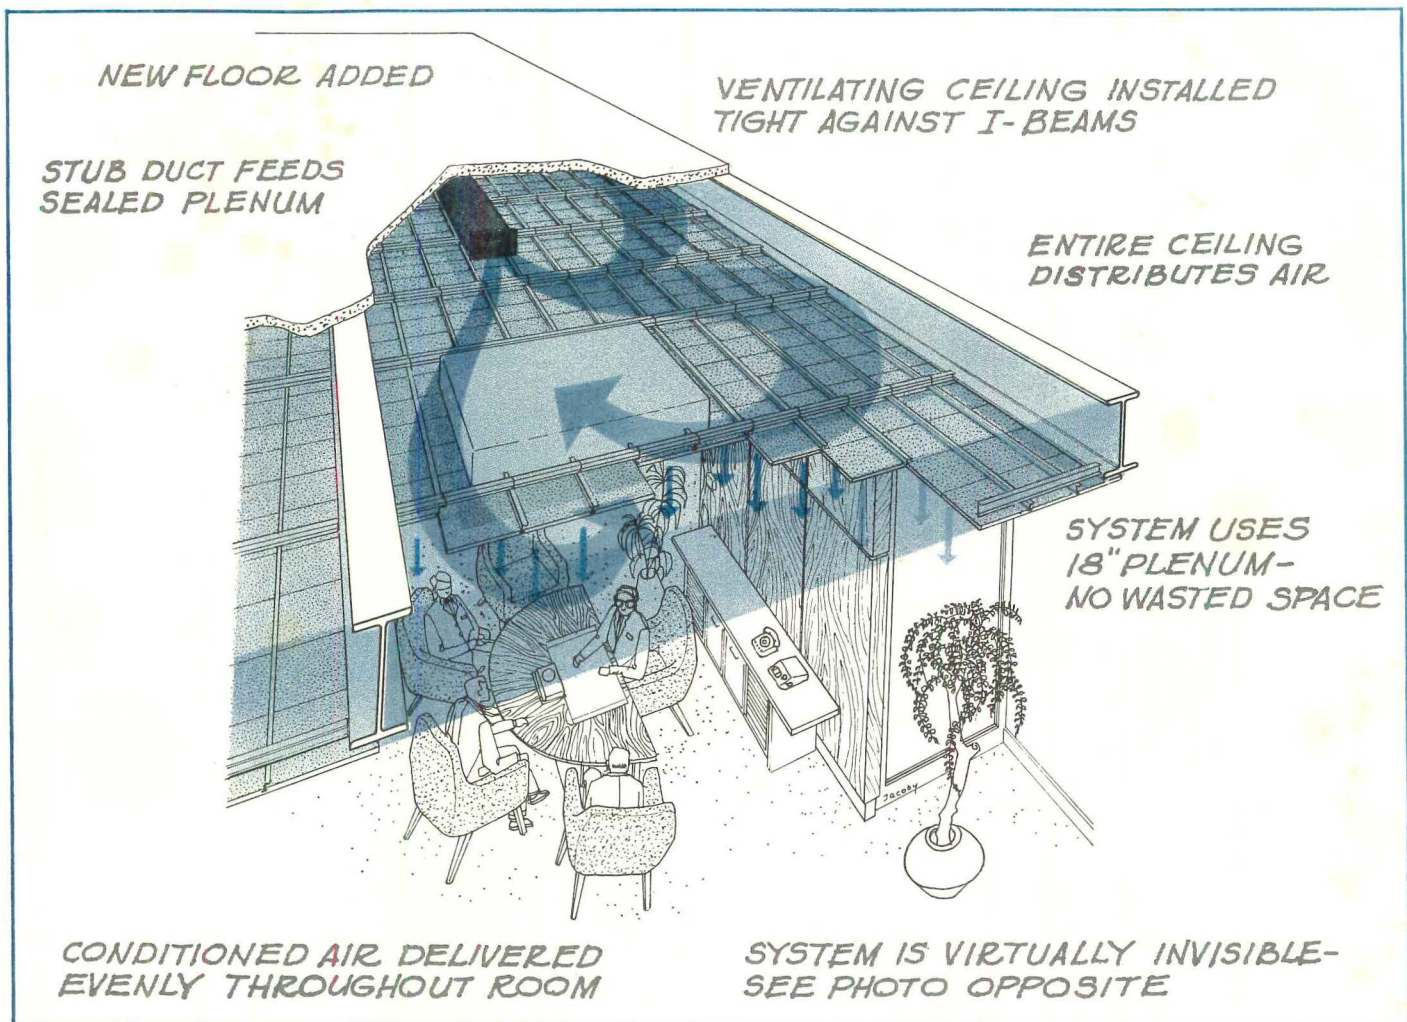 NEW FLOOR ADDED
VENTILATING CEILING INSTALLED
TIGHT AGAINST I-BEAMS
STUB DUCT FEEDS
SEALED PLENUM
ENTIRE CEILING
DISTRIBUTES AIR
SYSTEM USES
18" PLENUM-
NO WASTED SPACE
Jacoby
CONDITIONED AIR DELIVERED
EVENLY THROUGHOUT ROOM
SYSTEM IS VIRTUALLY INVISIBLE-
SEE PHOTO OPPOSITE